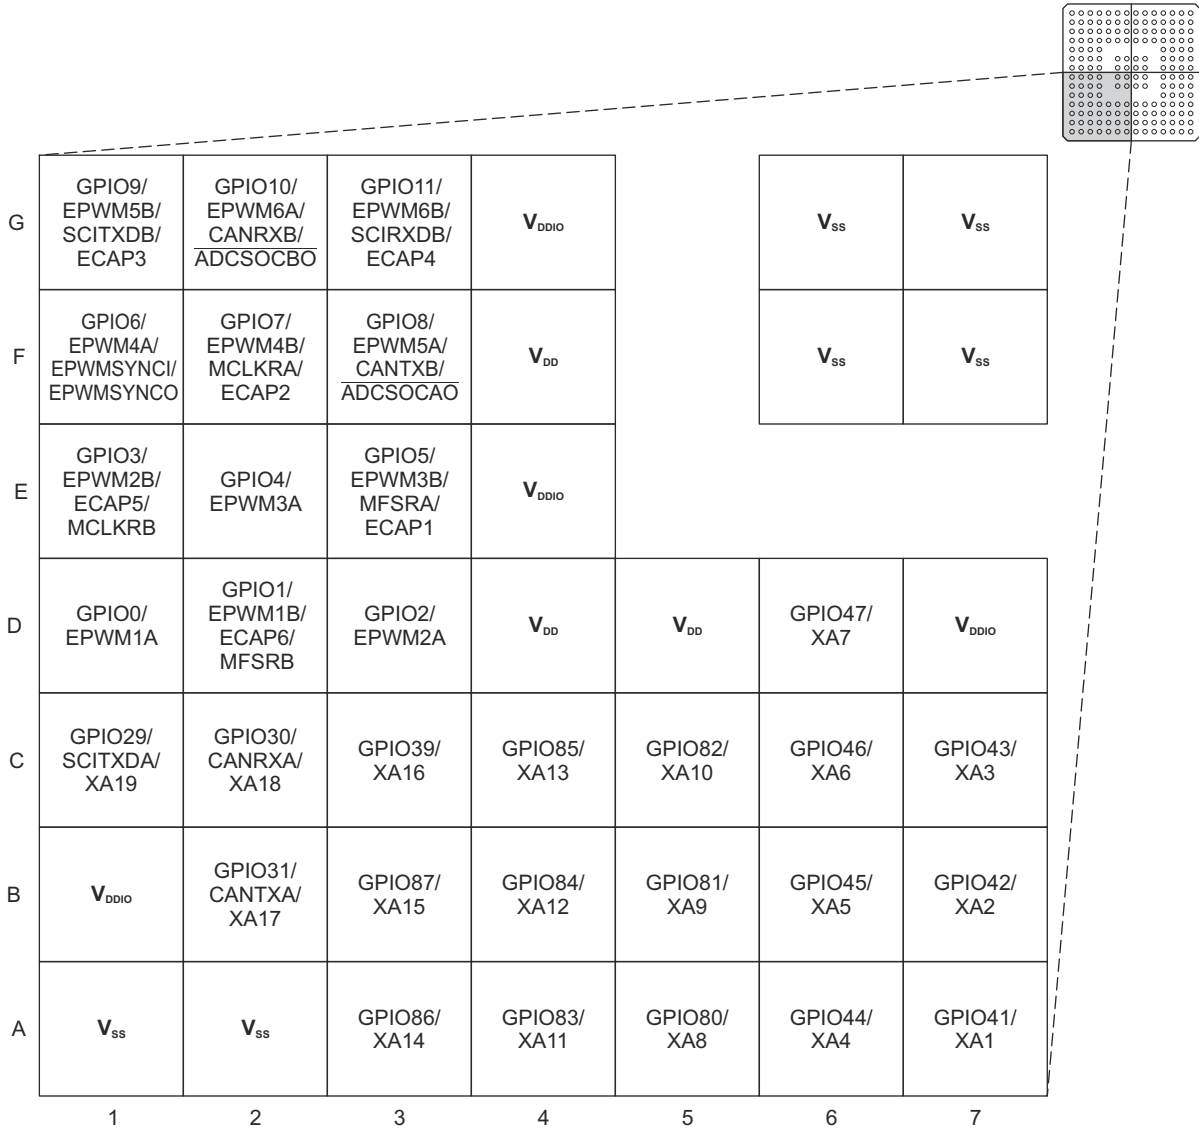 G
GPIO9/
EPWM5B/
SCITXDB/
ECAP3
GPIO10/
EPWM6A/
CANRXB/
ADCSOCBO
GPIO11/
EPWM6B/
SCIRXDB/
ECAP4
VDDIO
VSS
VSS
F
GPIO6/
EPWM4A/
EPWMSYNCI/
EPWMSYNCO
GPIO7/
EPWM4B/
MCLKRA/
ECAP2
GPIO8/
EPWM5A/
CANTXB/
ADCSOCAO
VDD
VSS
VSS
E
GPIO3/
EPWM2B/
ECAP5/
MCLKRB
GPIO4/
EPWM3A
GPIO5/
EPWM3B/
MFSRA/
ECAP1
VDDIO
D
GPIO0/
EPWM1A
GPIO1/
EPWM1B/
ECAP6/
MFSRB
GPIO2/
EPWM2A
VDD
VDD
GPIO47/
XA7
VDDIO
C
GPIO29/
SCITXDA/
XA19
GPIO30/
CANRXA/
XA18
GPIO39/
XA16
GPIO85/
XA13
GPIO82/
XA10
GPIO46/
XA6
GPIO43/
XA3
B
VDDIO
GPIO31/
CANTXA/
XA17
GPIO87/
XA15
GPIO84/
XA12
GPIO81/
XA9
GPIO45/
XA5
GPIO42/
XA2
A
VSS
VSS
GPIO86/
XA14
GPIO83/
XA11
GPIO80/
XA8
GPIO44/
XA4
GPIO41/
XA1
1 2 3 4 5 6 7